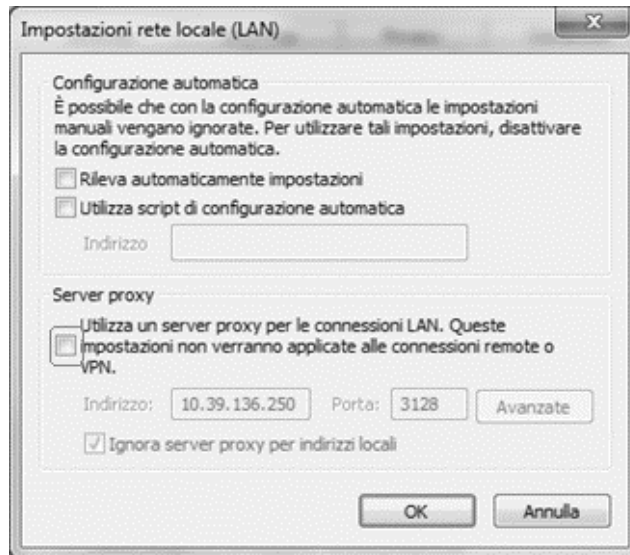 Impostazioni rete locale (LAN)
Configurazione automatica
È possibile che con la configurazione automatica le impostazioni
manuali vengano ignorate. Per utilizzare tali impostazioni, disattivare
la configurazione automatica.
Rileva automaticamente impostazioni
Utilizza script di configurazione automatica
Indirizzo
Server proxy
Utilizza un server proxy per le connessioni LAN. Queste
impostazioni non verranno applicate alle connessioni remote o
VPN.
Indirizzo: 10.39.136.250 Porta: 3128 Avanzate
Ignora server proxy per indirizzi locali
OK Annulla